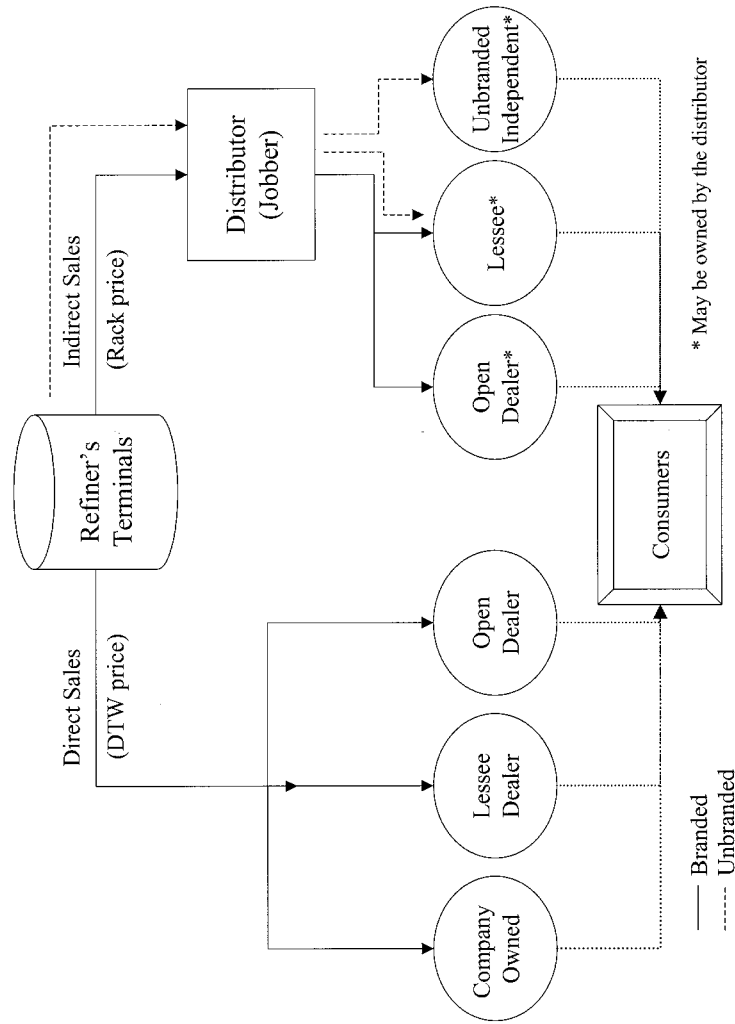 Refiner's
Terminals
Direct Sales
(DTW price)
Indirect Sales
(Rack price)
Distributor
(Jobber)
Company
Owned
Lessee
Dealer
Open
Dealer
Open
Dealer*
Lessee*
Unbranded
Independent*
Consumers
Branded
Unbranded
* May be owned by the distributor